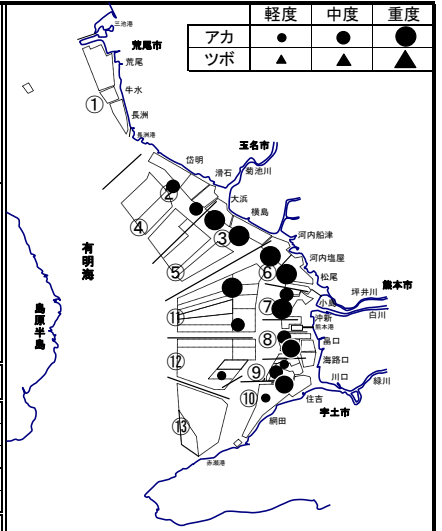 軽度 中度 重度
アカ
ツボ
三池港
荒尾市
荒尾
牛水
①
長洲
長洲港
玉名市
岱明
滑石
菊池川
②
大浜
横島
④
③
河内船津
有明海
⑤
河内塩屋
⑥
松尾
熊本市
坪井川
島原半島
小島
白川
⑪
⑦
沖新
熊本港
⑧
畠口
⑫
海路口
⑨
川口
緑川
⑩
住吉
宇土市
⑬
網田
赤瀬港